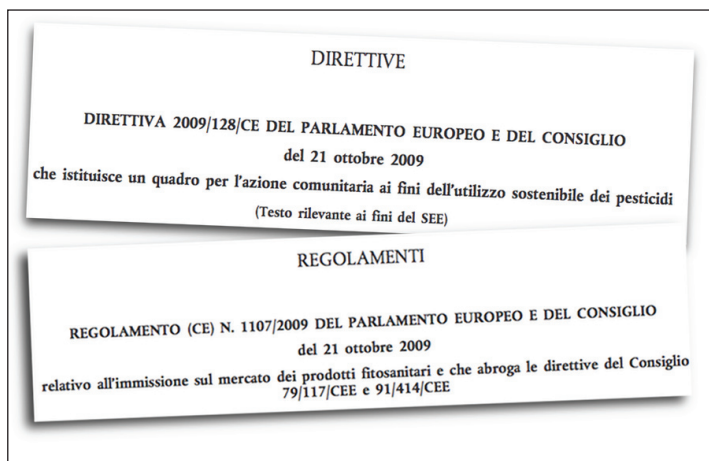 DIRETTIVE
DIRETTIVA 2009/128/CE DEL PARLAMENTO EUROPEO E DEL CONSIGLIO
del 21 ottobre 2009
che istituisce un quadro per l'azione comunitaria ai fini dell'utilizzo sostenibile dei pesticidi
(Testo rilevante ai fini del SEE)
REGOLAMENTI
REGOLAMENTO (CE) N. 1107/2009 DEL PARLAMENTO EUROPEO E DEL CONSIGLIO
del 21 ottobre 2009
relativo all'immissione sul mercato dei prodotti fitosanitari e che abroga le direttive del Consiglio
79/117/CEE e 91/414/CEE